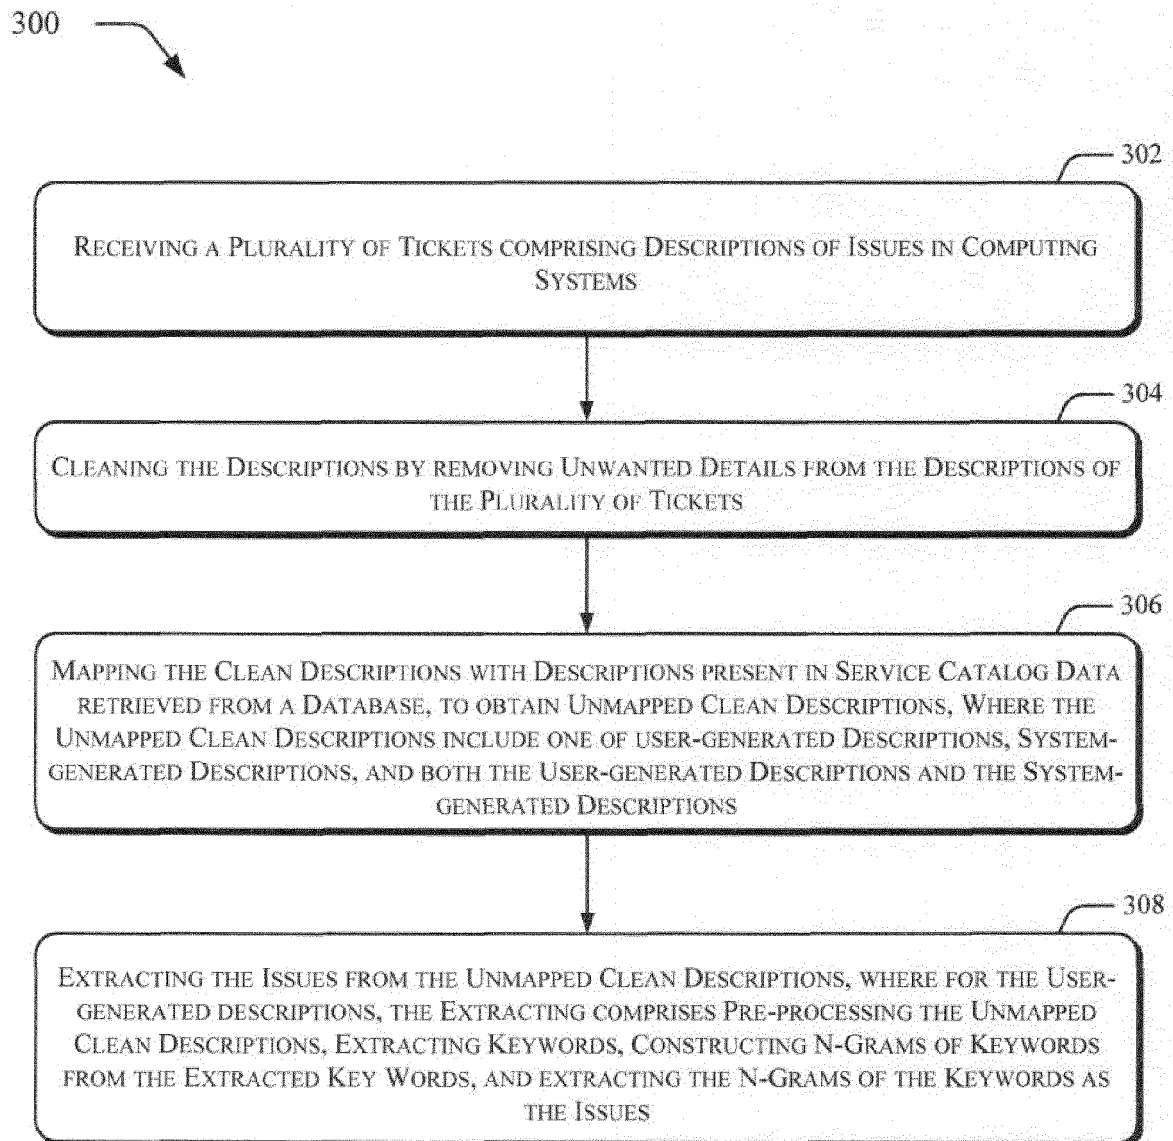 300
302
RECEIVING A PLURALITY OF TICKETS COMPRISING DESCRIPTIONS OF ISSUES IN COMPUTING
SYSTEMS
304
CLEANING THE DESCRIPTIONS BY REMOVING UNWANTED DETAILS FROM THE DESCRIPTIONS OF
THE PLURALITY OF TICKETS
306
MAPPING THE CLEAN DESCRIPTIONS WITH DESCRIPTIONS PRESENT IN SERVICE CATALOG DATA
RETRIEVED FROM A DATABASE, TO OBTAIN UNMAPPED CLEAN DESCRIPTIONS, WHERE THE
UNMAPPED CLEAN DESCRIPTIONS INCLUDE ONE OF USER-GENERATED DESCRIPTIONS, SYSTEM-
GENERATED DESCRIPTIONS, AND BOTH THE USER-GENERATED DESCRIPTIONS AND THE SYSTEM-
GENERATED DESCRIPTIONS
308
EXTRACTING THE ISSUES FROM THE UNMAPPED CLEAN DESCRIPTIONS, WHERE FOR THE USER-
GENERATED DESCRIPTIONS, THE EXTRACTING COMPRISES PRE-PROCESSING THE UNMAPPED
CLEAN DESCRIPTIONS, EXTRACTING KEYWORDS, CONSTRUCTING N-GRAMS OF KEYWORDS
FROM THE EXTRACTED KEY WORDS, AND EXTRACTING THE N-GRAMS OF THE KEYWORDS AS
THE ISSUES